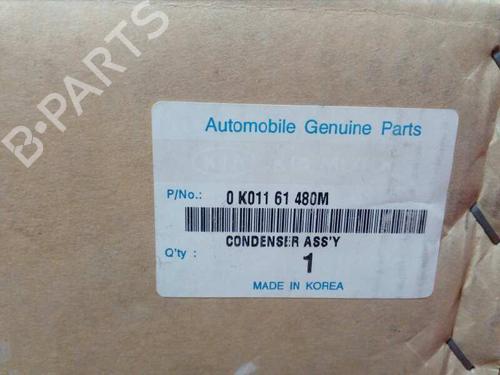 B-PARTS
Automobile Genuine Parts
P/No.: 0 K011 61 480M
CONDENSER ASS'Y
Q'ty : 1
MADE IN KOREA